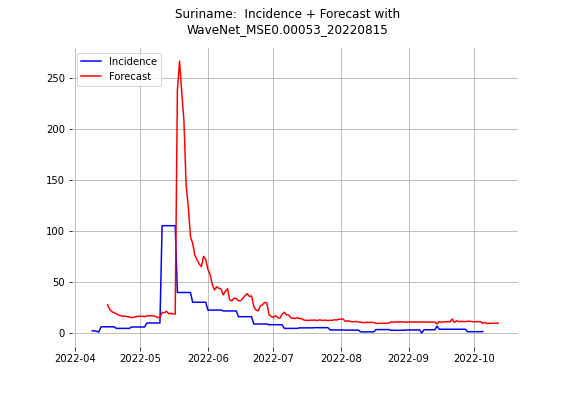 Suriname:  Incidence + Forecast with
WaveNet_MSE0.00053_20220815
Incidence
Forecast
250
200
150
100
50
0
2022-04 2022-05 2022-06 2022-07 2022-08 2022-09 2022-10